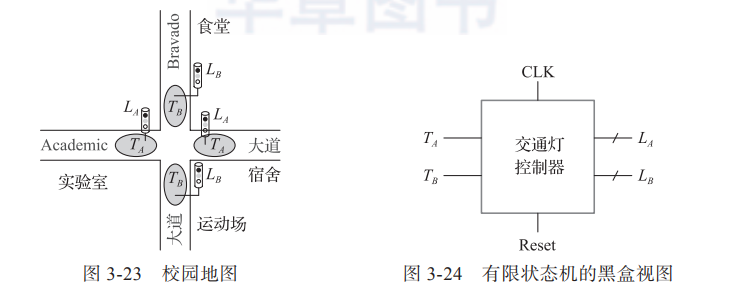 华章图书
Bravado
食堂
L_B
T_B
L_A
L_A
Academic
T_A
T_A
大道
实验室
T_B
L_B
宿舍
大道
运动场
图 3-23 校园地图
CLK
T_A
交通灯
控制器
L_A
T_B
L_B
Reset
图 3-24 有限状态机的黑盒视图